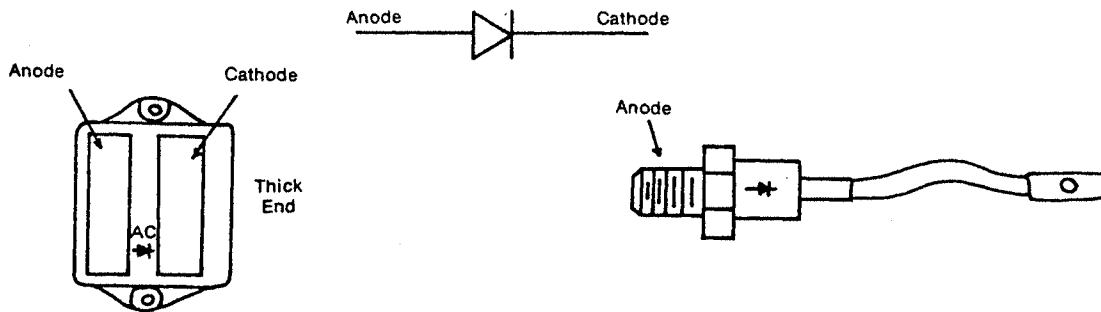 Anode
Cathode
Anode
Cathode
Anode
Thick
End
AC